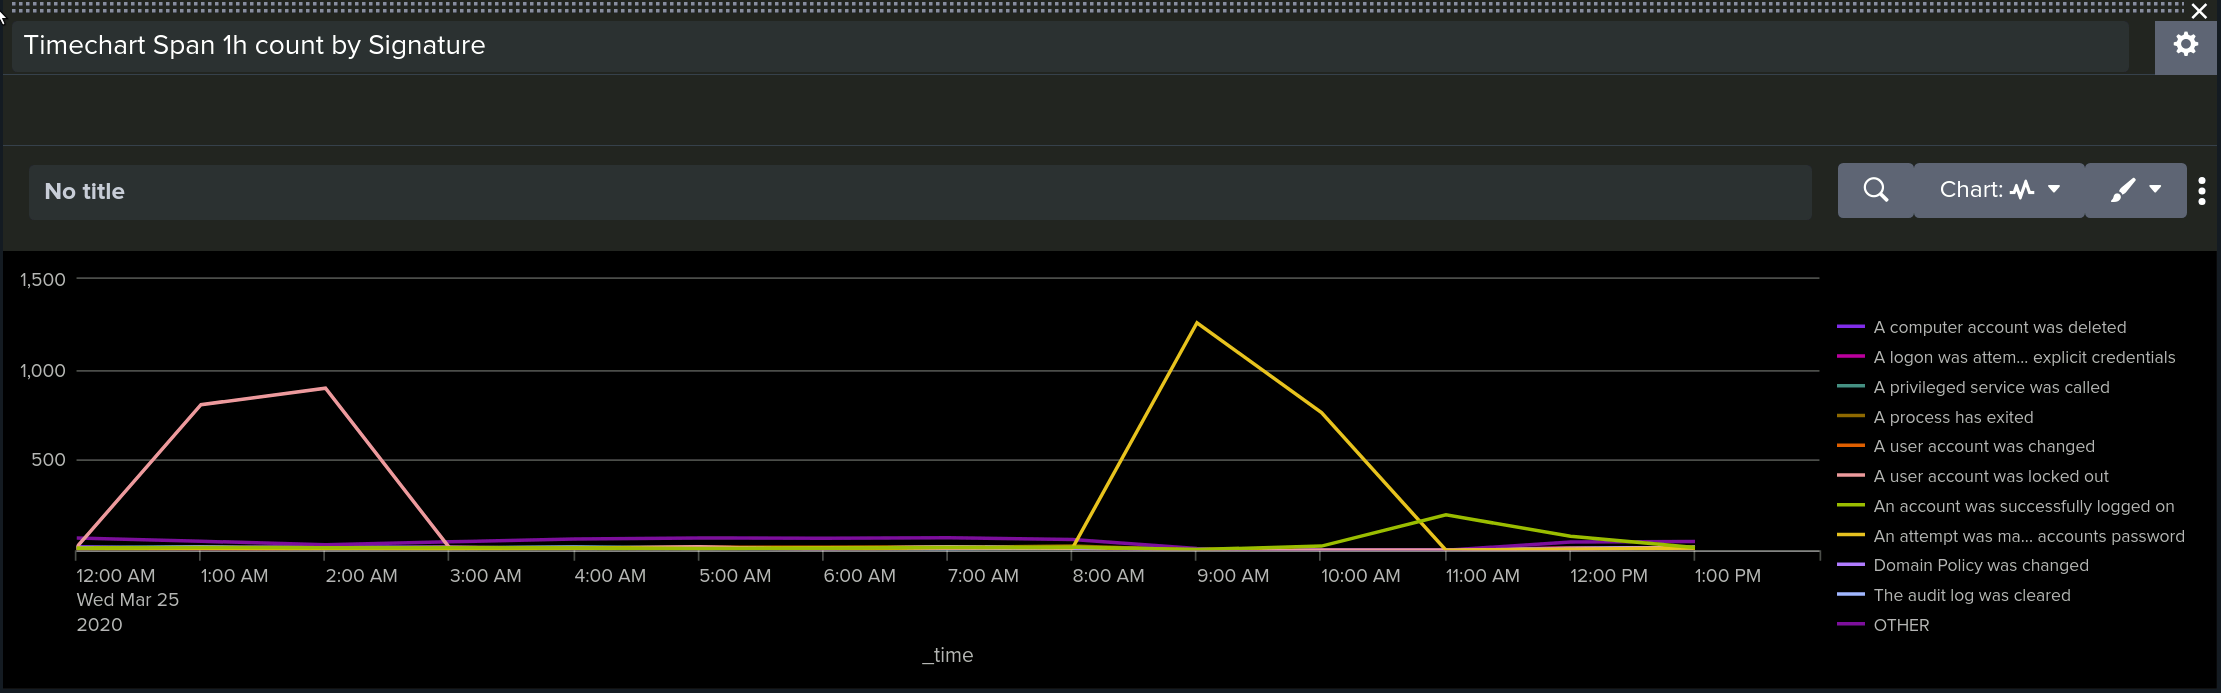 Timechart Span 1h count by Signature
No title
Chart:
1,500
1,000
500
12:00 AM
Wed Mar 25
2020
1:00 AM
2:00 AM
3:00 AM
4:00 AM
5:00 AM
6:00 AM
7:00 AM
8:00 AM
9:00 AM
10:00 AM
11:00 AM
12:00 PM
1:00 PM
_time
A computer account was deleted
A logon was attem... explicit credentials
A privileged service was called
A process has exited
A user account was changed
A user account was locked out
An account was successfully logged on
An attempt was ma... accounts password
Domain Policy was changed
The audit log was cleared
OTHER